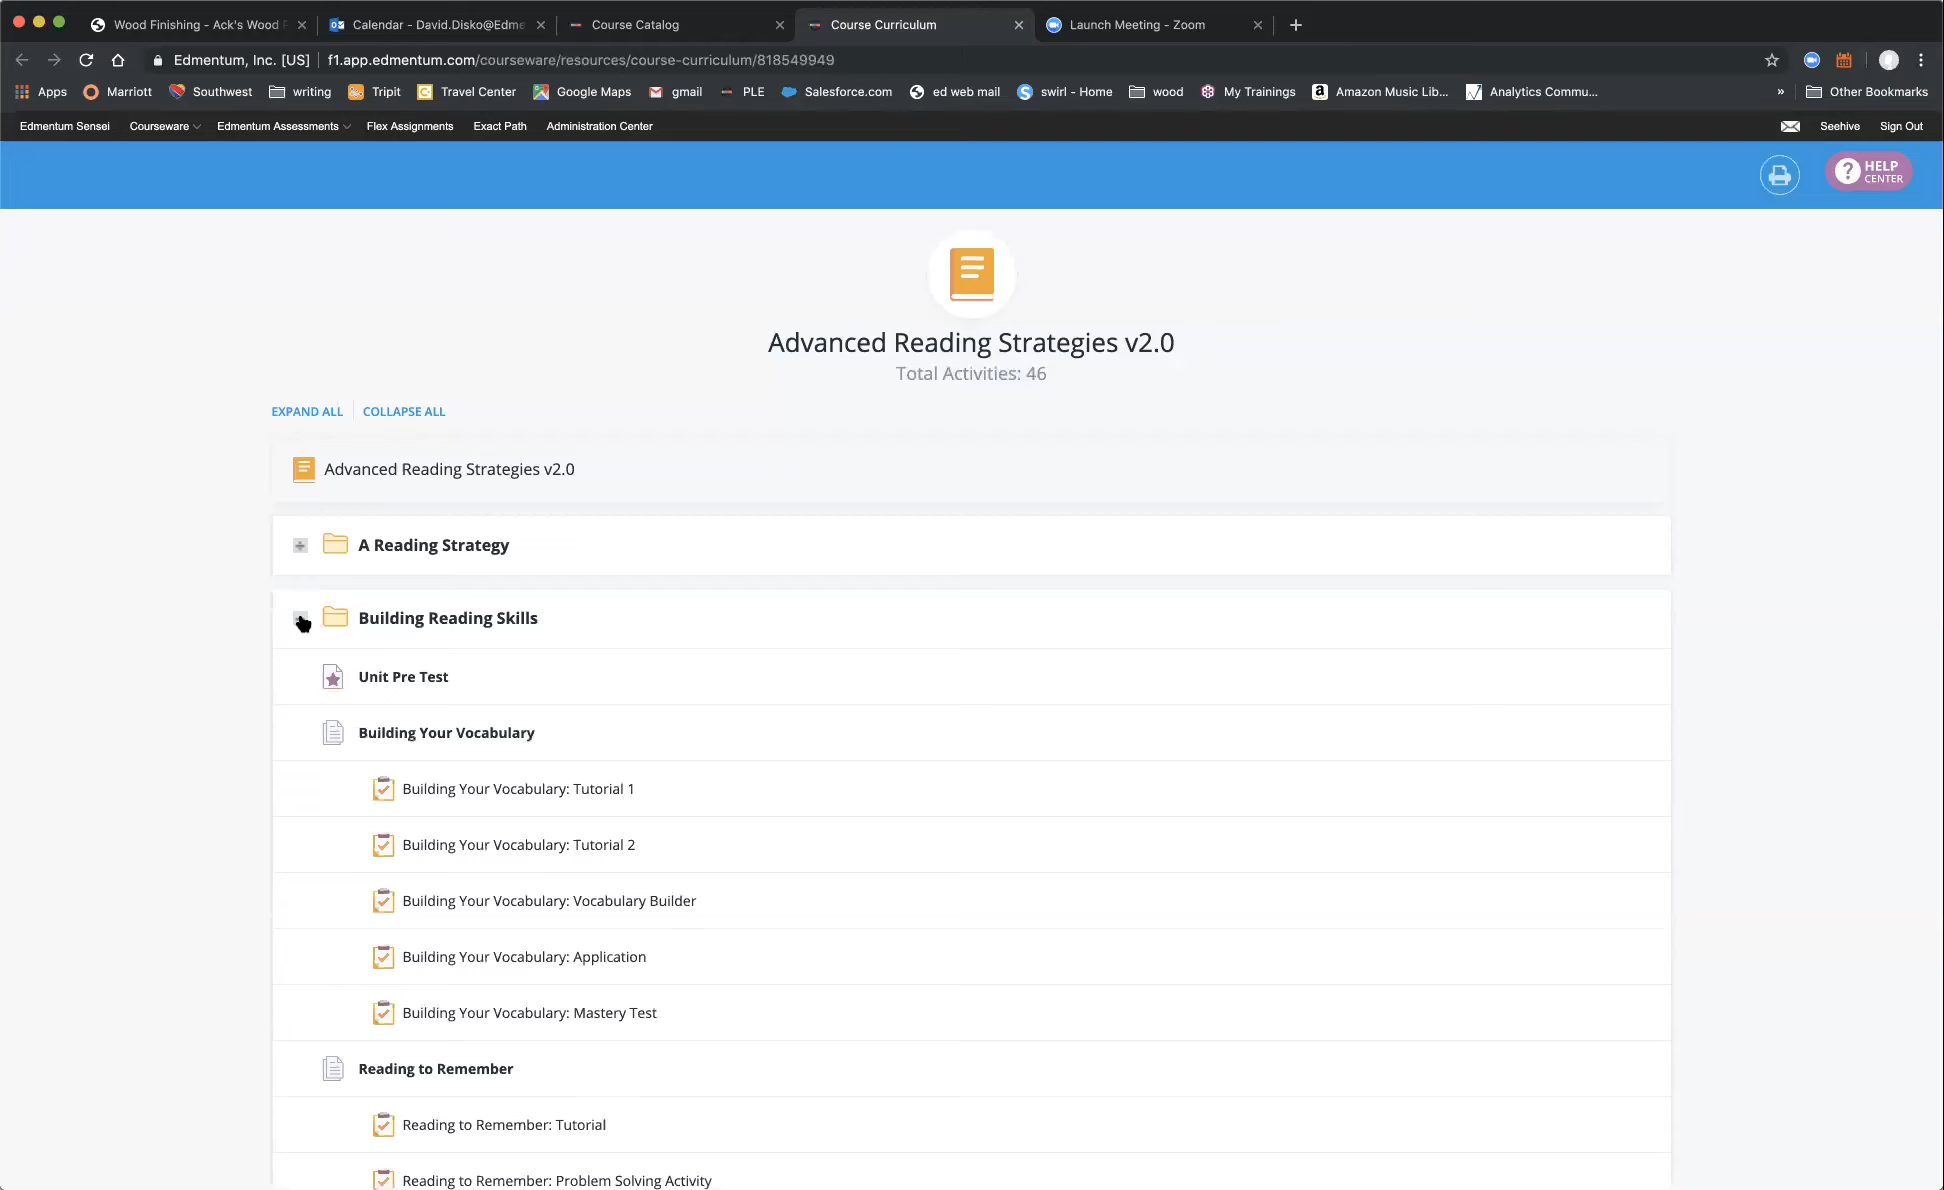 Wood Finishing - Ack's Wood
Calendar - David.Disko@Edme
Course Catalog
Course Curriculum
Launch Meeting - Zoom
Edmentum, Inc. [US]
f1.app.edmentum.com/courseware/resources/course-curriculum/818549949
Apps
Marriott
Southwest
writing
Tripit
Travel Center
Google Maps
gmail
PLE
Salesforce.com
ed web mail
swirl - Home
wood
My Trainings
Amazon Music Lib...
Analytics Commu...
»
Other Bookmarks
Edmentum Sensei
Courseware
Edmentum Assessments
Flex Assignments
Exact Path
Administration Center
Seehive
Sign Out
? HELP
CENTER
Advanced Reading Strategies v2.0
Total Activities: 46
EXPAND ALL
COLLAPSE ALL
Advanced Reading Strategies v2.0
A Reading Strategy
Building Reading Skills
Unit Pre Test
Building Your Vocabulary
Building Your Vocabulary: Tutorial 1
Building Your Vocabulary: Tutorial 2
Building Your Vocabulary: Vocabulary Builder
Building Your Vocabulary: Application
Building Your Vocabulary: Mastery Test
Reading to Remember
Reading to Remember: Tutorial
Reading to Remember: Problem Solving Activity